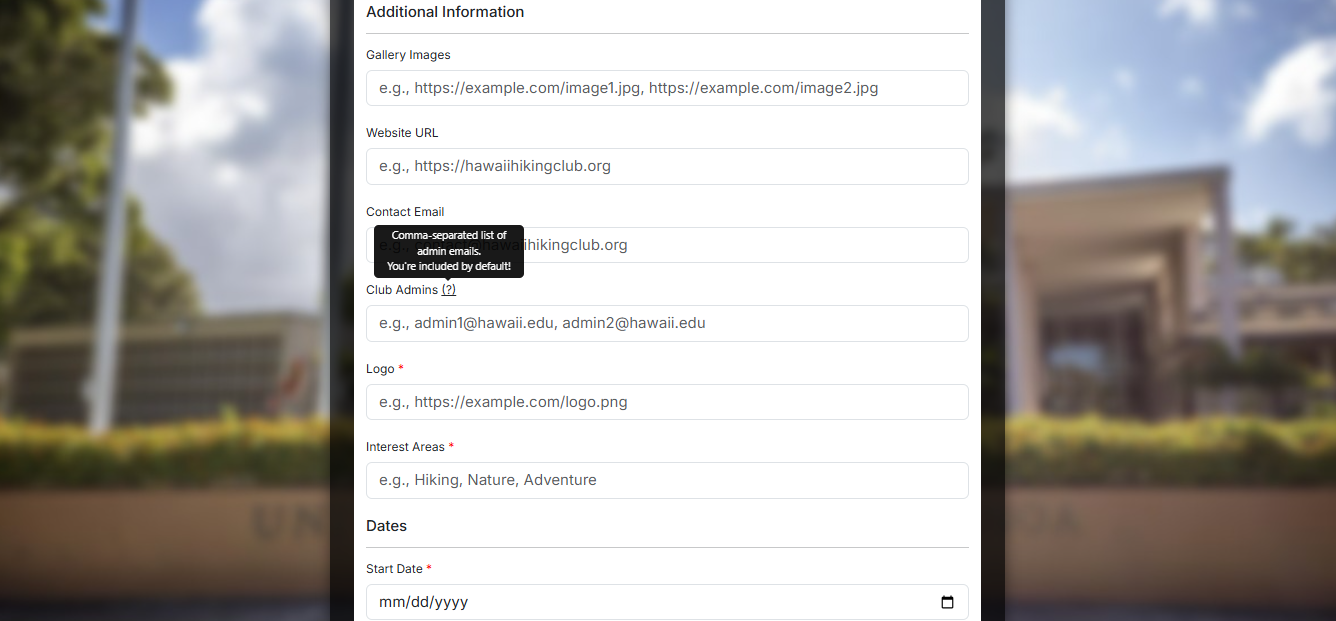 Additional Information
Gallery Images
e.g., https://example.com/image1.jpg, https://example.com/image2.jpg
Website URL
e.g., https://hawaiihikingclub.org
Contact Email
Comma-separated list of
admin emails.
You're included by default!
e.g., contact@hawaiihikingclub.org
Club Admins (?)
e.g., admin1@hawaii.edu, admin2@hawaii.edu
Logo *
e.g., https://example.com/logo.png
Interest Areas *
e.g., Hiking, Nature, Adventure
Dates
Start Date *
mm/dd/yyyy